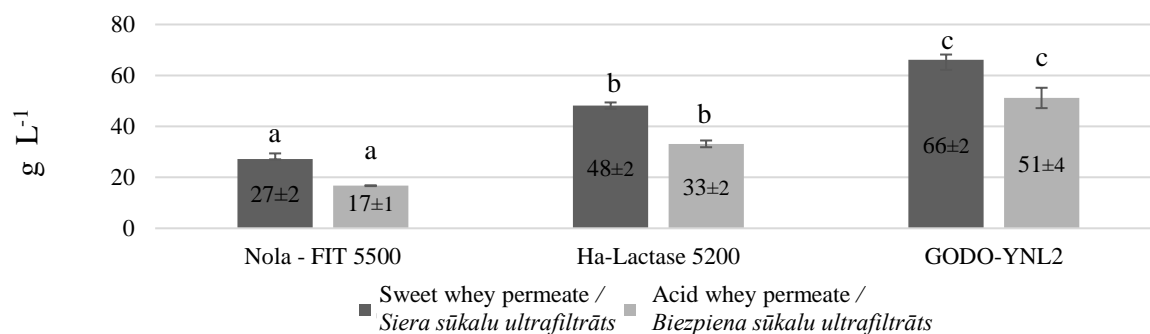 80
60
40
20
0
g L-1
a a b b c c
27±2 17±1 48±2 33±2 66±2 51±4
Nola - FIT 5500 Ha-Lactase 5200 GODO-YNL2
Sweet whey permeate /
Siera sūkalu ultrafiltrāts
Acid whey permeate /
Biezpiena sūkalu ultrafiltrāts